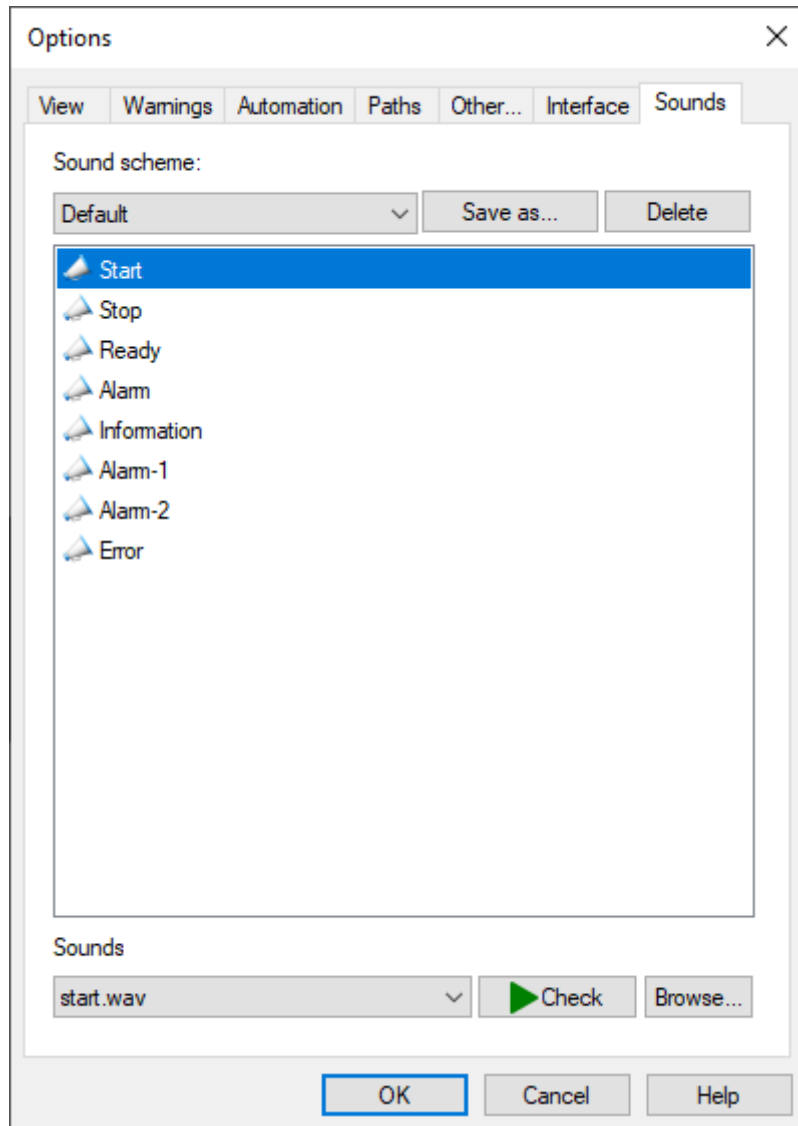 Options
View Warnings Automation Paths Other... Interface Sounds
Sound scheme:
Default Save as... Delete
Start
Stop
Ready
Alarm
Information
Alarm-1
Alarm-2
Error
Sounds
start.wav Check Browse...
OK Cancel Help